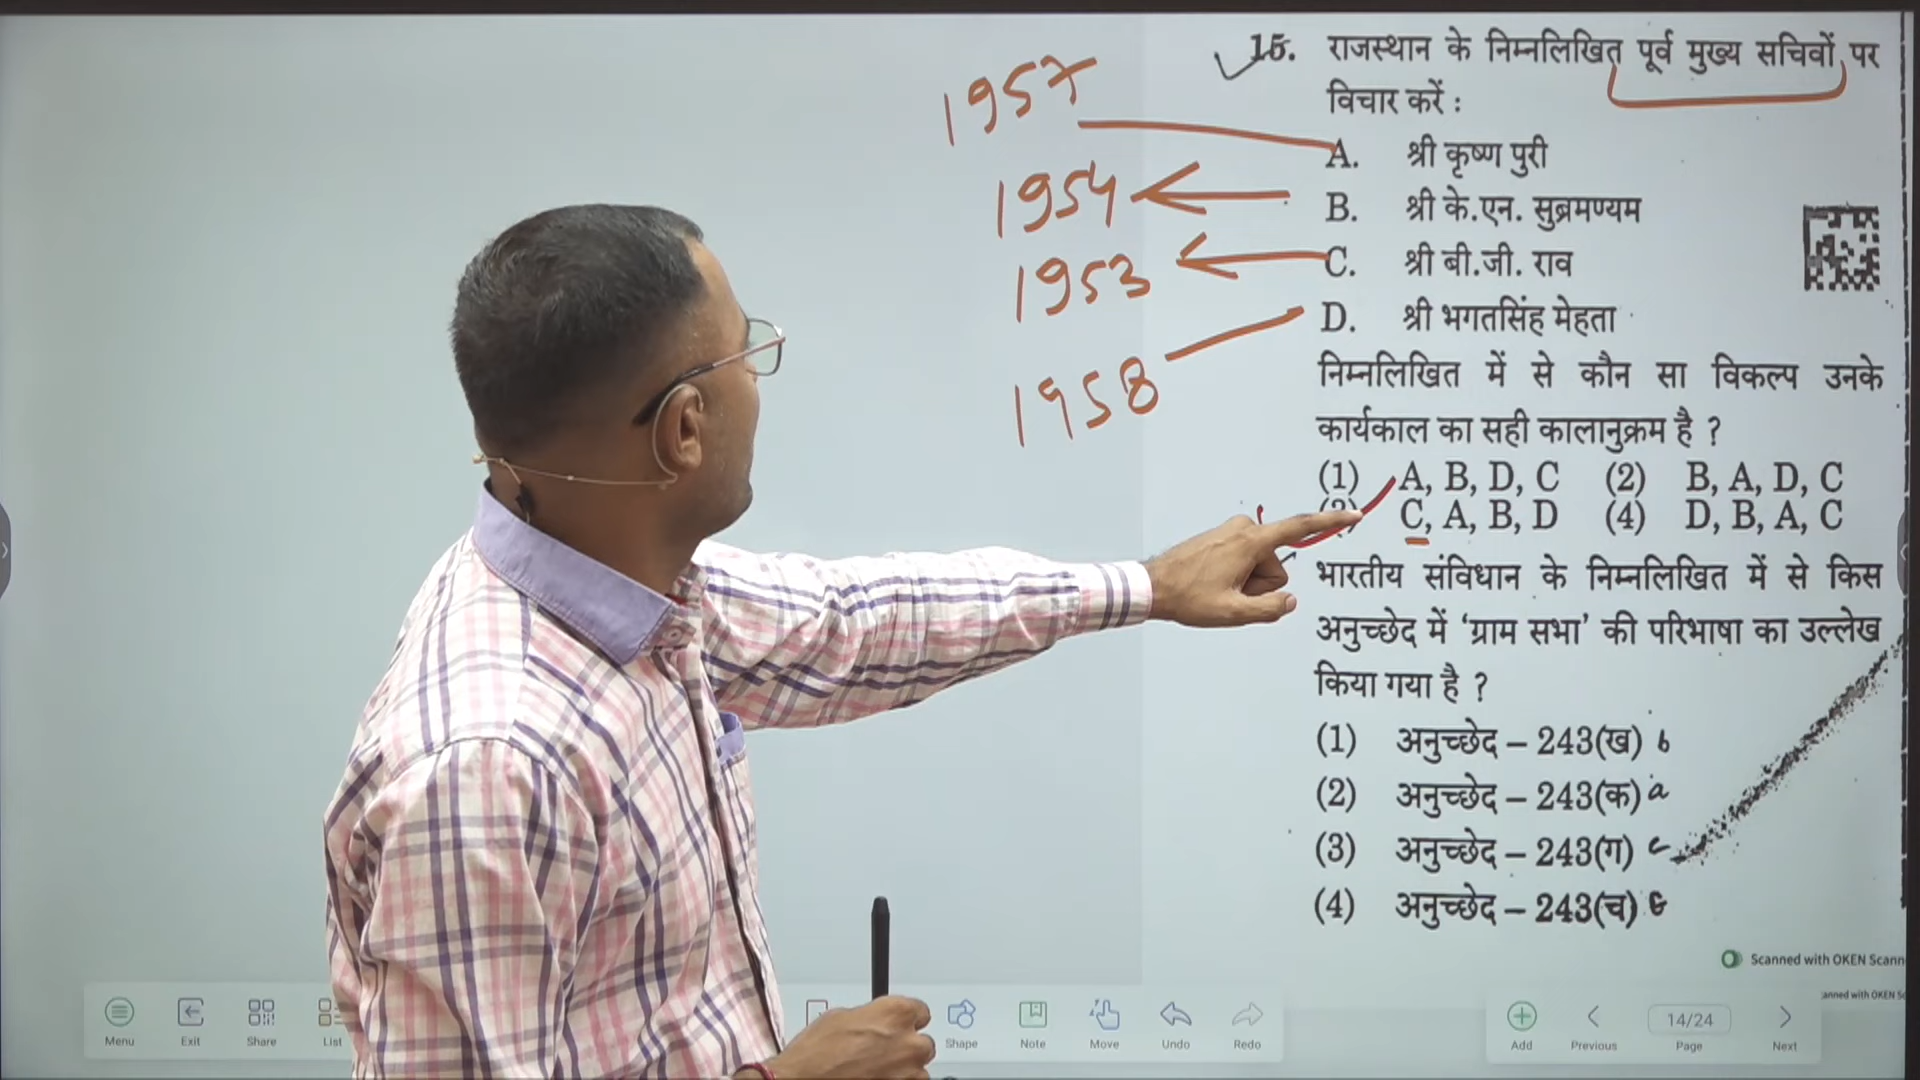 1957
1954
1953
1958
15. राजस्थान के निम्नलिखित पूर्व मुख्य सचिवों पर
विचार करें :
A. श्री कृष्ण पुरी
B. श्री के.एन. सुब्रमण्यम
C. श्री बी.जी. राव
D. श्री भगतसिंह मेहता
निम्नलिखित में से कौन सा विकल्प उनके
कार्यकाल का सही कालानुक्रम है ?
(1) A, B, D, C (2) B, A, D, C
C, A, B, D (4) D, B, A, C
भारतीय संविधान के निम्नलिखित में से किस
अनुच्छेद में ‘ग्राम सभा’ की परिभाषा का उल्लेख
किया गया है ?
(1) अनुच्छेद – 243(ख) b
(2) अनुच्छेद – 243(क) a
(3) अनुच्छेद – 243(ग) c
(4) अनुच्छेद – 243(च)
Scanned with OKEN Scann
anned with OKEN
Menu Exit Share List Shape Note Move Undo Redo Add Previous 14/24 Page Next